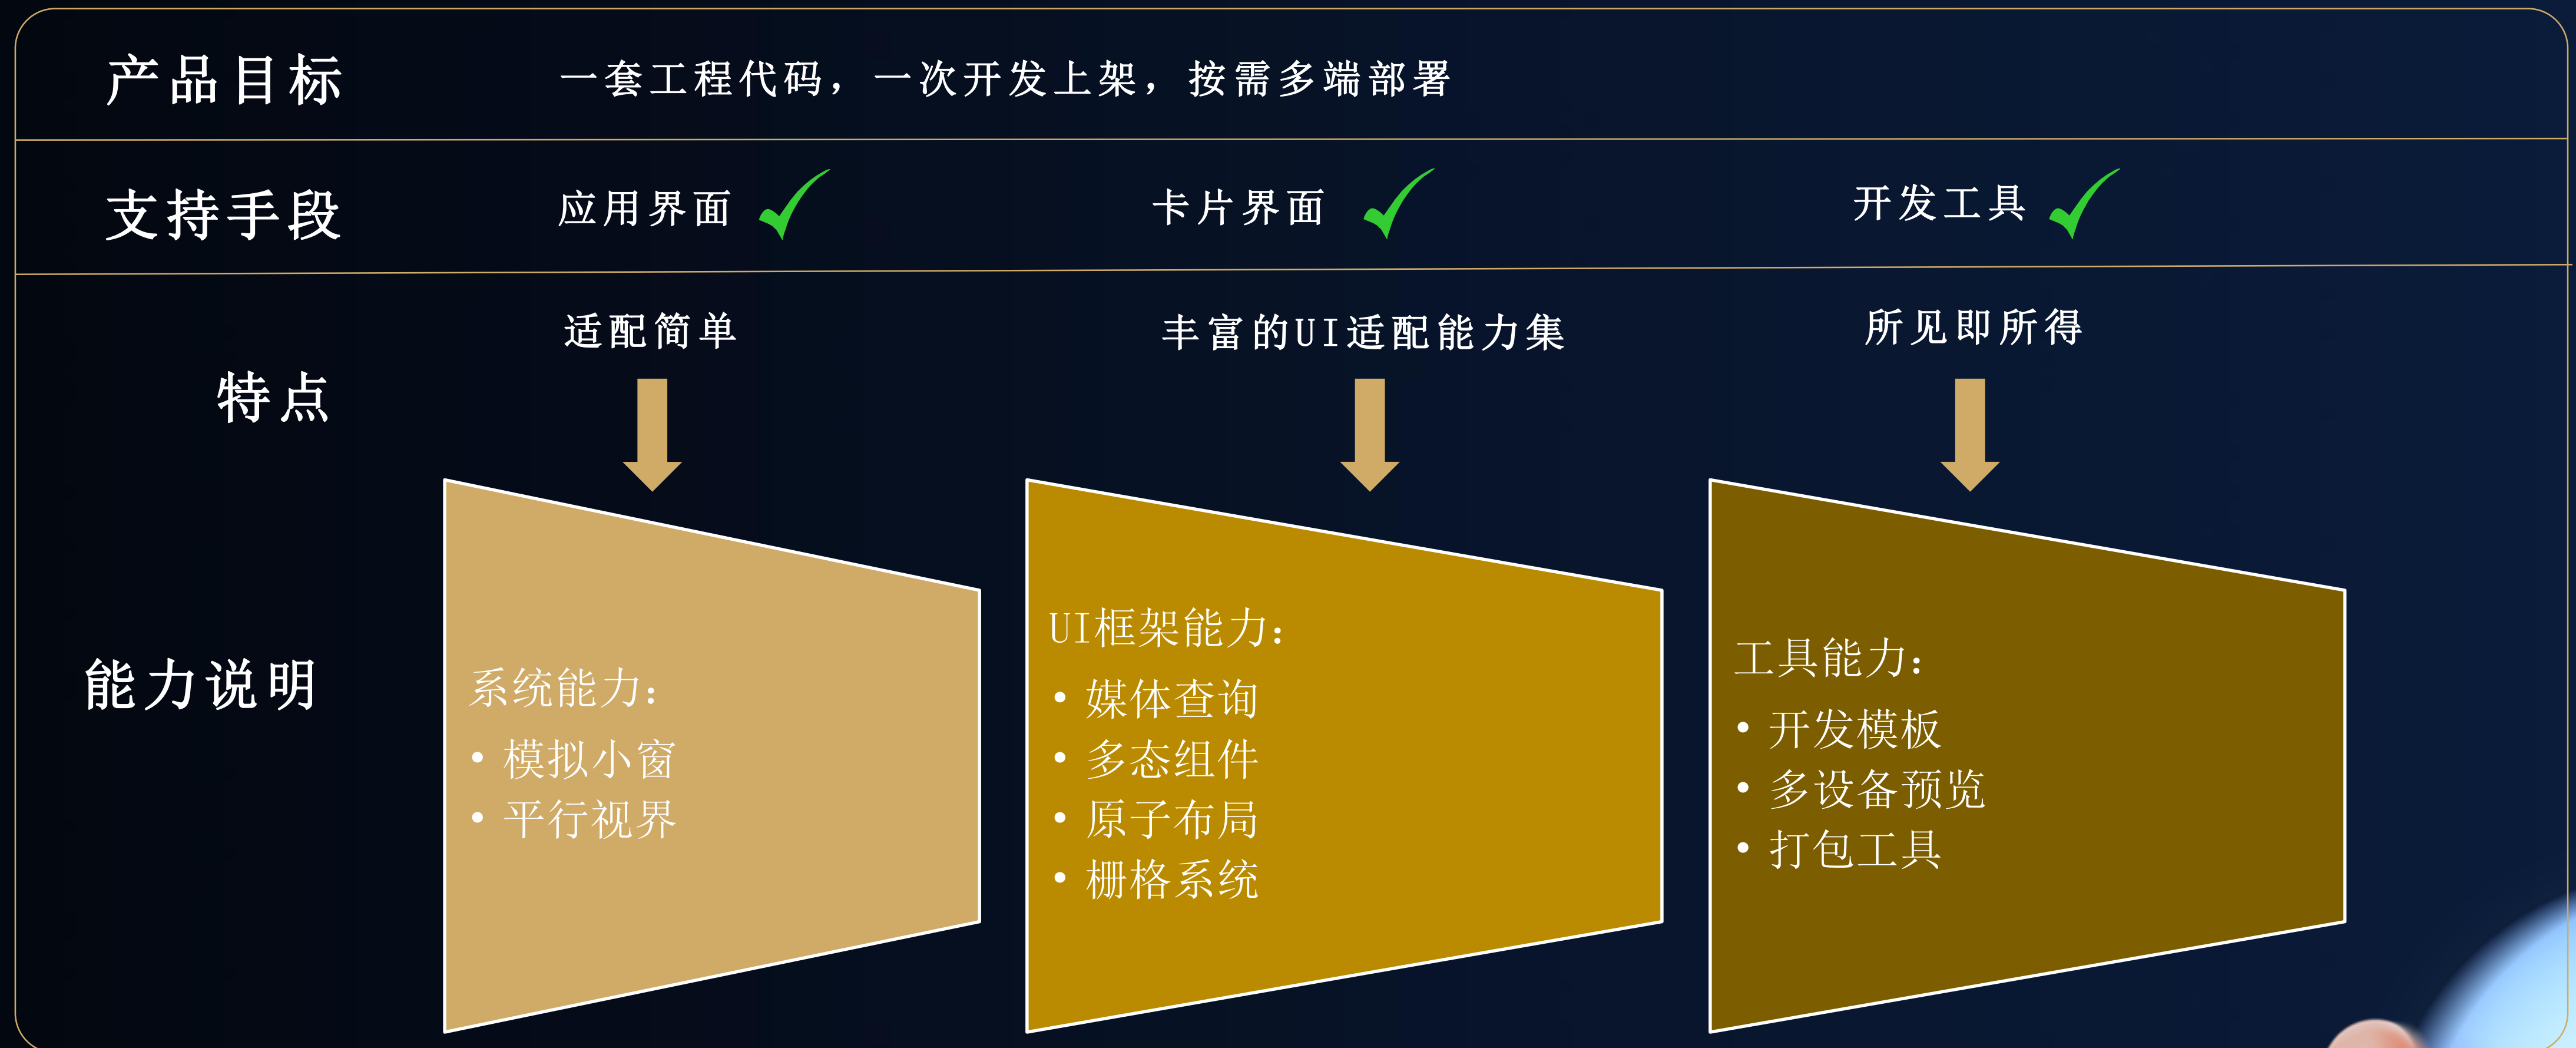 产品目标
一套工程代码，一次开发上架，按需多端部署
支持手段
应用界面
卡片界面
开发工具
特点
适配简单
丰富的UI适配能力集
所见即所得
能力说明
系统能力：
• 模拟小窗
• 平行视界
UI框架能力：
• 媒体查询
• 多态组件
• 原子布局
• 栅格系统
工具能力：
• 开发模板
• 多设备预览
• 打包工具